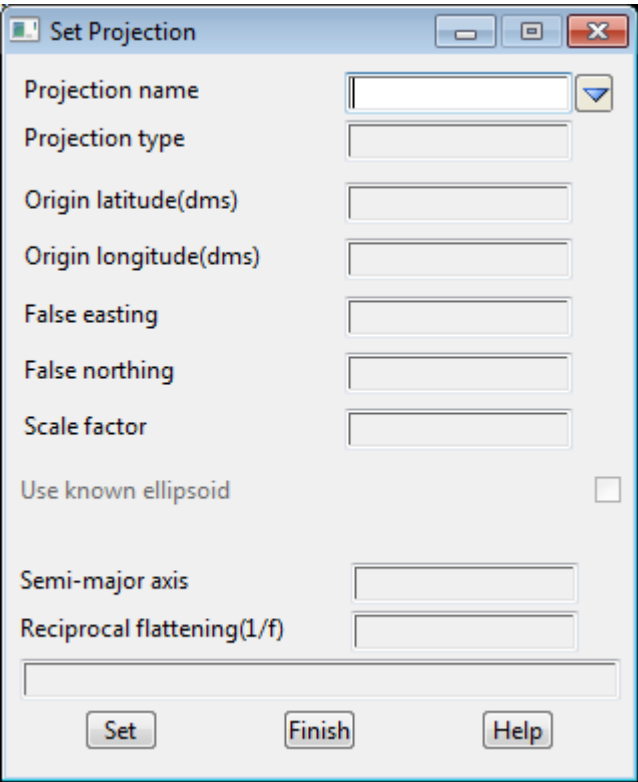 Set Projection
Projection name
Projection type
Origin latitude(dms)
Origin longitude(dms)
False easting
False northing
Scale factor
Use known ellipsoid
Semi-major axis
Reciprocal flattening(1/f)
Set Finish Help